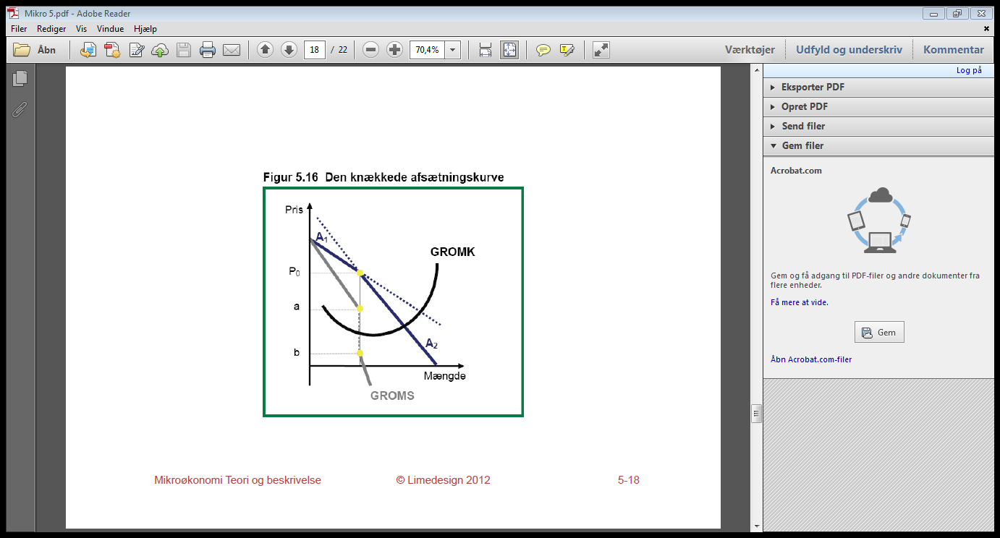 Mikro 5.pdf - Adobe Reader
Filer Rediger Vis Vindue Hjælp
Åbn 18 / 22 70,4% Værktøjer Udfyld og underskriv Kommentar
Log på
Eksporter PDF
Opret PDF
Send filer
Gem filer
Acrobat.com
Gem og få adgang til PDF-filer og andre dokumenter fra
flere enheder.
Få mere at vide.
Gem
Åbn Acrobat.com-filer
Figur 5.16 Den knækkede afsætningskurve
Pris
A₁
GROMK
P₀
a
A₂
b
Mængde
GROMS
Mikroøkonomi Teori og beskrivelse © Limedesign 2012 5-18